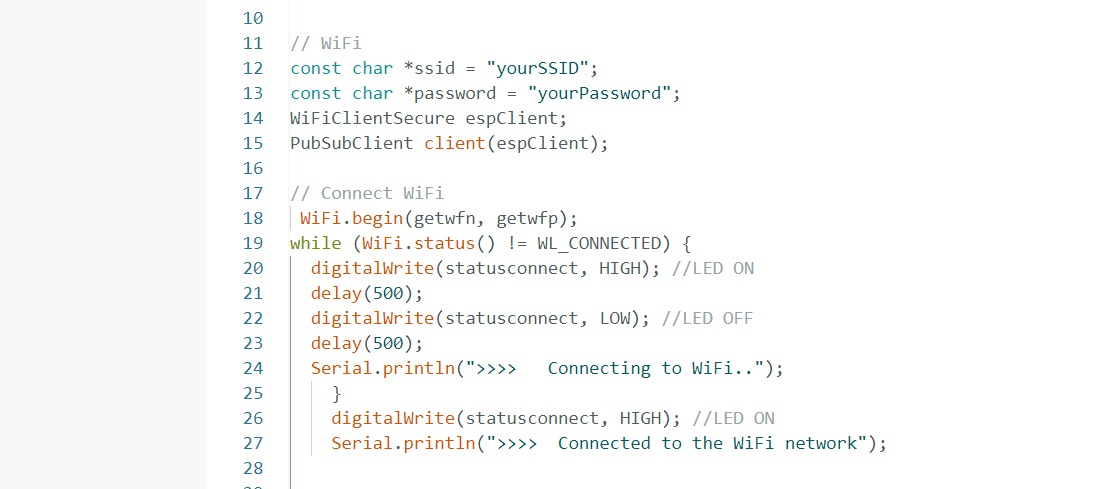 10
11 // WiFi
12 const char *ssid = "yourSSID";
13 const char *password = "yourPassword";
14 WiFiClientSecure espClient;
15 PubSubClient client(espClient);
16
17 // Connect WiFi
18  WiFi.begin(getwfn, getwfp);
19 while (WiFi.status() != WL_CONNECTED) {
20   digitalWrite(statusconnect, HIGH); //LED ON
21   delay(500);
22   digitalWrite(statusconnect, LOW); //LED OFF
23   delay(500);
24   Serial.println(">>>>   Connecting to WiFi..");
25     }
26     digitalWrite(statusconnect, HIGH); //LED ON
27     Serial.println(">>>>  Connected to the WiFi network");
28